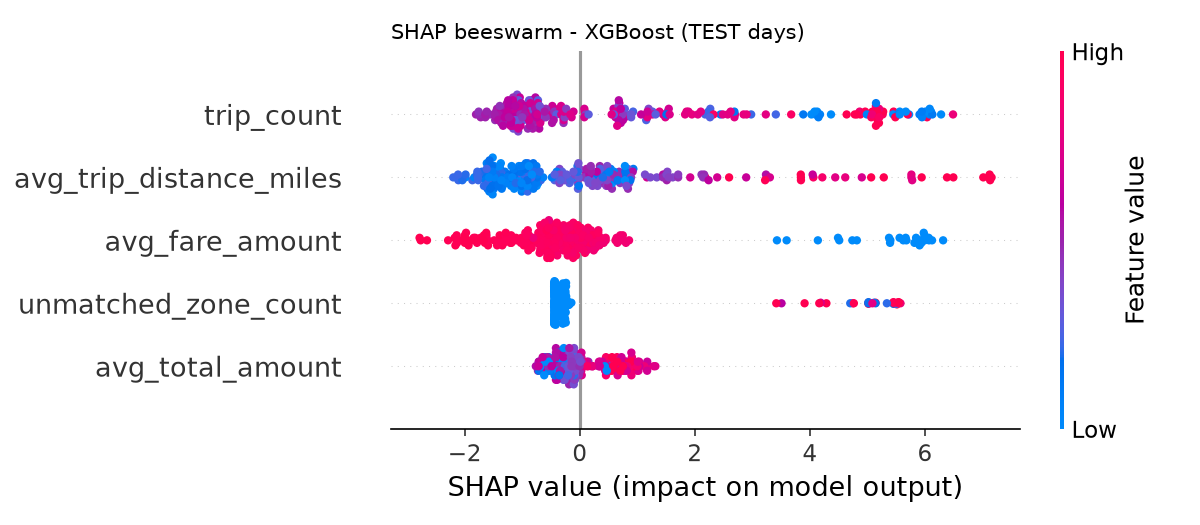 SHAP beeswarm - XGBoost (TEST days)
High
trip_count
avg_trip_distance_miles
avg_fare_amount
unmatched_zone_count
avg_total_amount
Feature value
Low
−2 0 2 4 6
SHAP value (impact on model output)